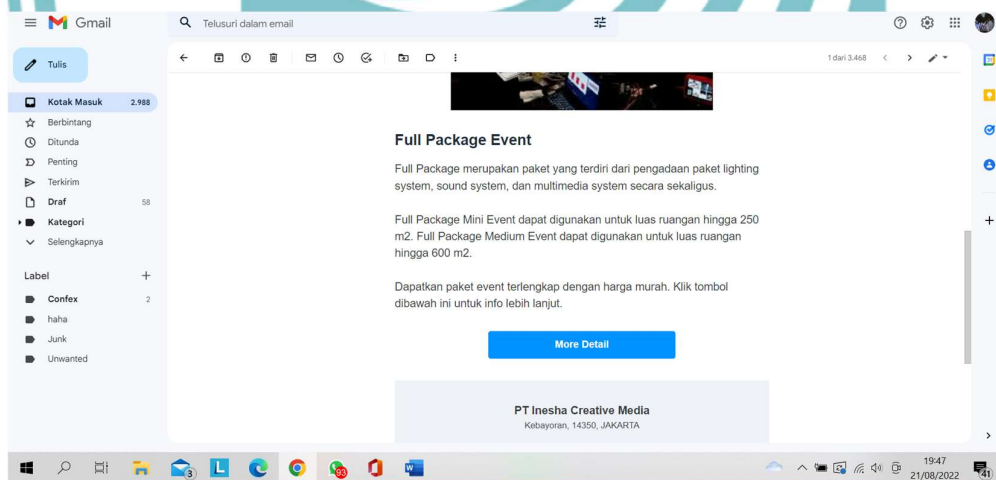 Gmail
Telusuri dalam email
Tulis
1 dari 3.468
Kotak Masuk 2.988
Berbintang
Ditunda
Penting
Terkirim
Draf 58
Kategori
Selengkapnya
Label
Confex 2
haha
Junk
Unwanted
Full Package Event
Full Package merupakan paket yang terdiri dari pengadaan paket lighting
system, sound system, dan multimedia system secara sekaligus.
Full Package Mini Event dapat digunakan untuk luas ruangan hingga 250
m2. Full Package Medium Event dapat digunakan untuk luas ruangan
hingga 600 m2.
Dapatkan paket event terlengkap dengan harga murah. Klik tombol
dibawah ini untuk info lebih lanjut.
More Detail
PT Inesha Creative Media
Kebayoran, 14350, JAKARTA
3
L
93
W
19:47
21/08/2022
41